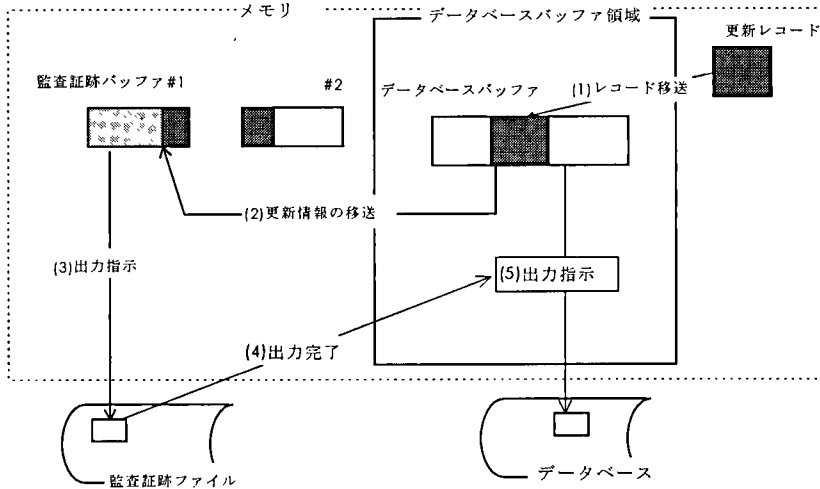 メモリ
データベースバッファ領域
更新レコード
監査証跡バッファ#1
#2
データベースバッファ
(1)レコード移送
(2)更新情報の移送
(3)出力指示
(5)出力指示
(4)出力完了
監査証跡ファイル
データベース